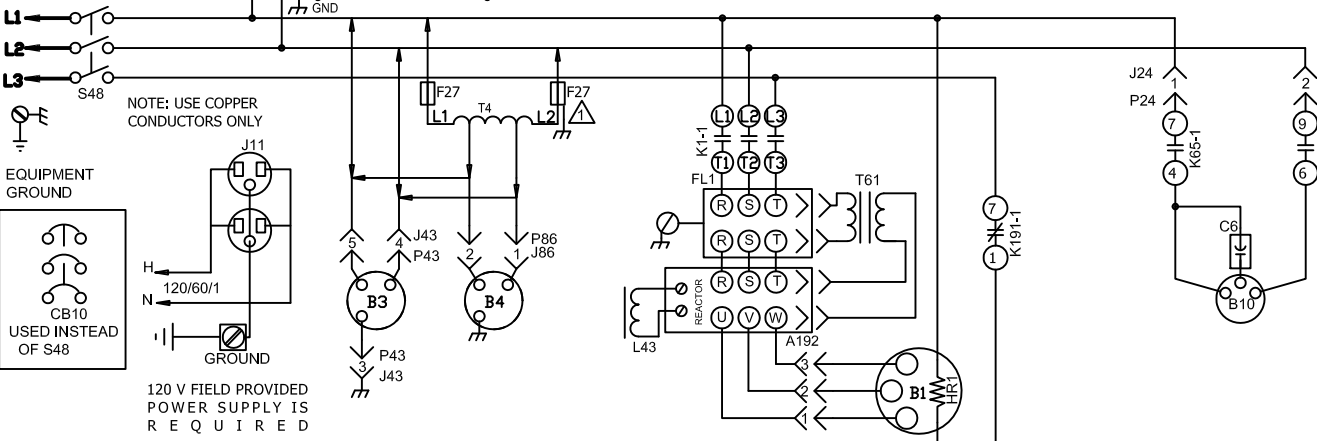 GND
L1
L2
L3
S48
NOTE: USE COPPER
CONDUCTORS ONLY
EQUIPMENT
GROUND
CB10
USED INSTEAD
OF S48
J11
H
120/60/1
N
GROUND
120 V FIELD PROVIDED
POWER SUPPLY IS
REQUIRED
F27
T4
F27
L1
L2
1
5
4
J43
P43
2
1
P86
J86
B3
B4
P43
3
J43
L1
L2
L3
K1-1
T1
T2
T3
FL1
R
S
T
R
S
T
T61
REACTOR
R
S
T
U
V
W
L43
A192
3
2
1
B1
HR1
7
K191-1
1
J24
1
2
P24
7
9
K65-1
4
6
C6
B10